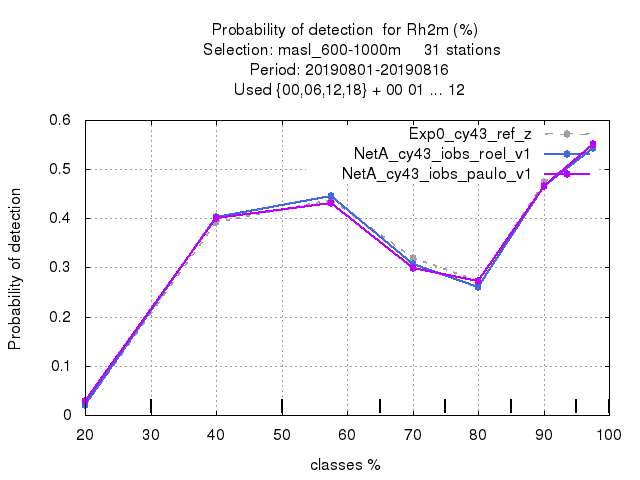 Probability of detection  for Rh2m (%)
Selection: masl_600-1000m     31 stations
Period: 20190801-20190816
Used {00,06,12,18} + 00 01 ... 12
Exp0_cy43_ref_z
NetA_cy43_iobs_roel_v1
NetA_cy43_iobs_paulo_v1
Probability of detection
0.6
0.5
0.4
0.3
0.2
0.1
0
20 30 40 50 60 70 80 90 100
classes %